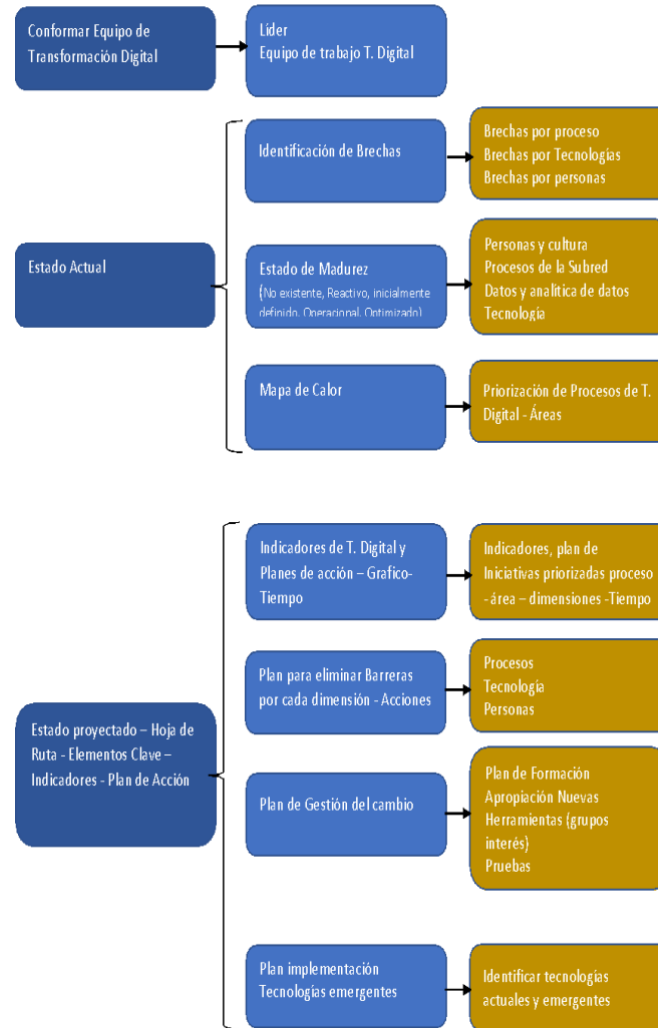 Conformar Equipo de
Transformación Digital
Líder
Equipo de trabajo T. Digital
Identificación de Brechas
Brechas por proceso
Brechas por Tecnologías
Brechas por personas
Estado Actual
Estado de Madurez
(No existente, Reactivo, inicialmente
definido, Operacional, Optimizado)
Personas y cultura
Procesos de la Subred
Datos y analítica de datos
Tecnología
Mapa de Calor
Priorización de Procesos de T.
Digital - Áreas
Indicadores de T. Digital y
Planes de acción – Grafico-
Tiempo
Indicadores, plan de
Iniciativas priorizadas proceso
- área – dimensiones -Tiempo
Plan para eliminar Barreras
por cada dimensión - Acciones
Procesos
Tecnología
Personas
Estado proyectado – Hoja de
Ruta - Elementos Clave –
Indicadores - Plan de Acción
Plan de Gestión del cambio
Plan de Formación
Apropiación Nuevas
Herramientas (grupos
interés)
Pruebas
Plan implementación
Tecnologías emergentes
Identificar tecnologías
actuales y emergentes